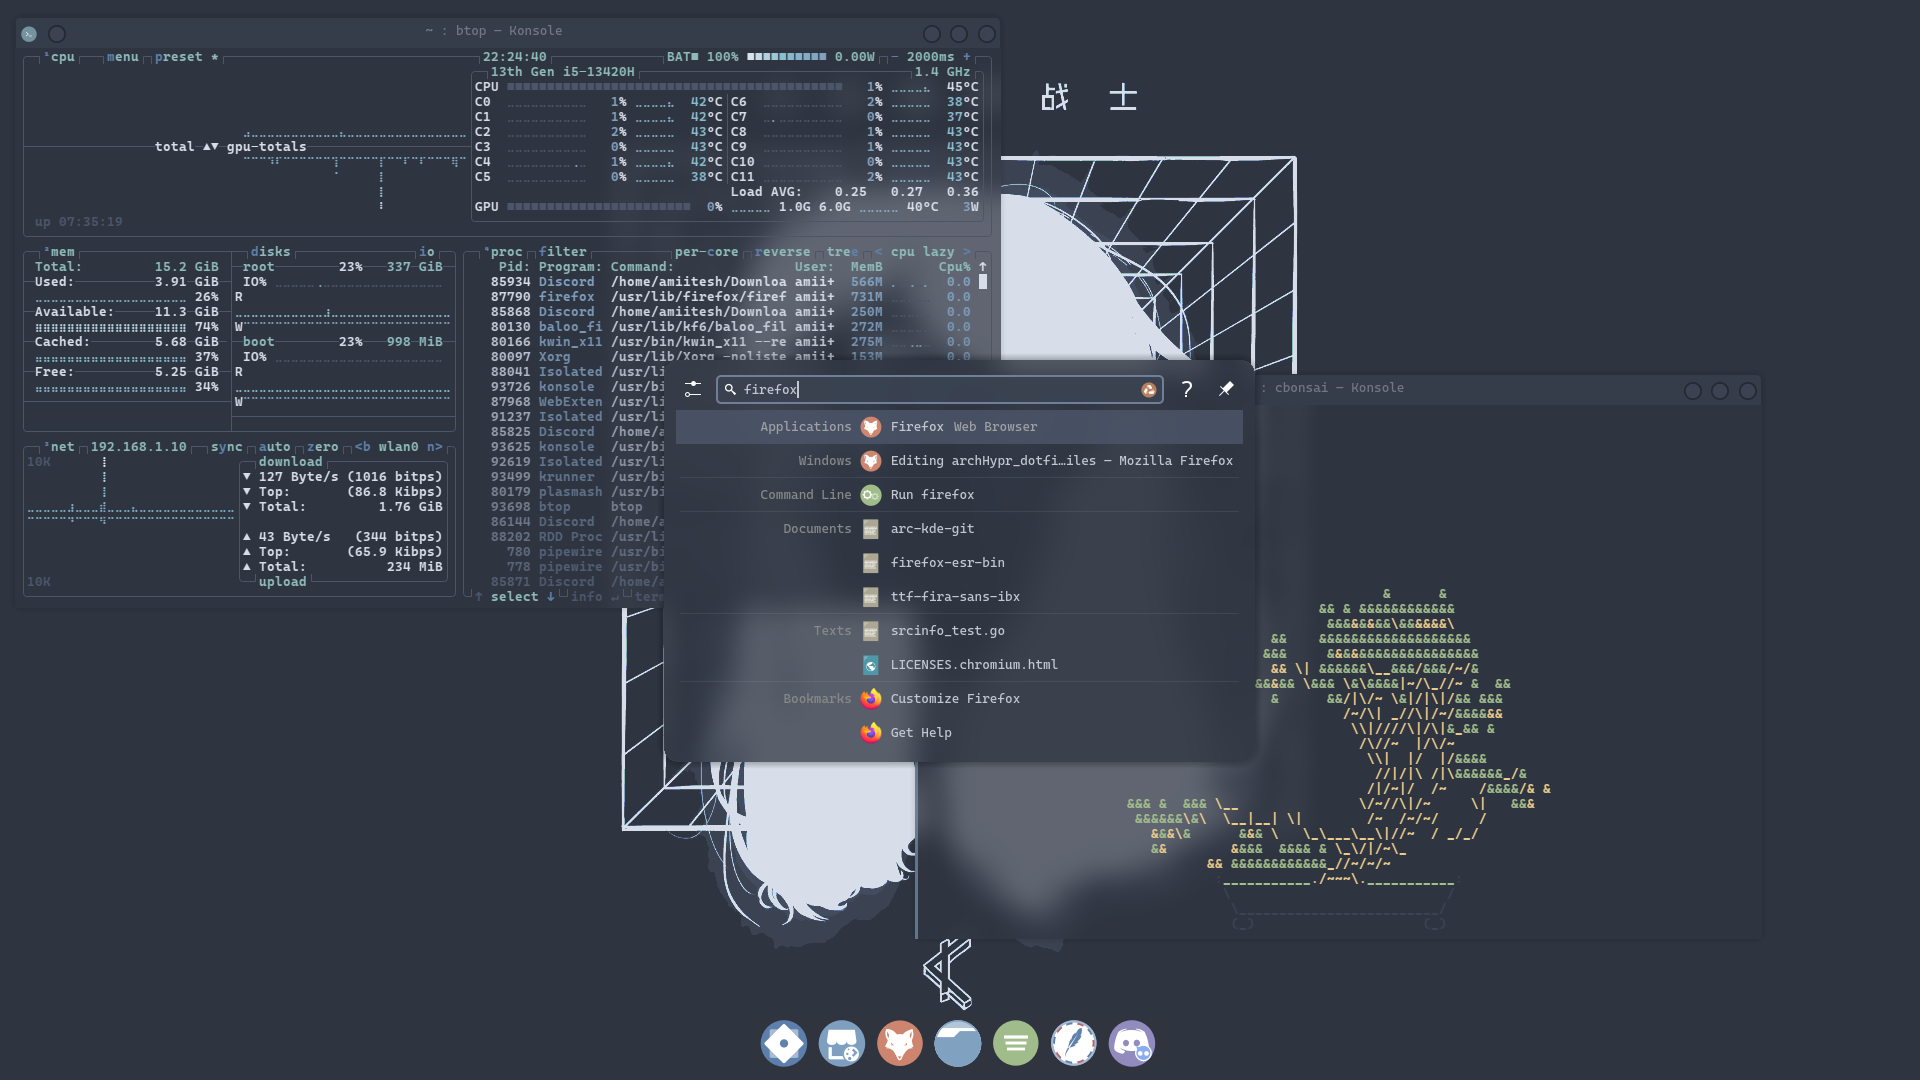 ~ : btop — Konsole
¹cpu menu preset * 22:24:40 BAT■ 100% 0.00W - 2000ms +
13th Gen i5-13420H 1.4 GHz
CPU 1% 45°C
C0 1% 42°C C6 2% 38°C
C1 1% 42°C C7 0% 37°C
C2 2% 43°C C8 1% 43°C
C3 0% 43°C C9 1% 43°C
total ▲▼ gpu-totals
C4 1% 42°C C10 0% 43°C
C5 0% 38°C C11 2% 43°C
Load AVG: 0.25 0.27 0.36
GPU 0% 1.0G 6.0G 40°C 3W
up 07:35:19
²mem disks io
Total: 15.2 GiB
Used: 3.91 GiB
26%
Available: 11.3 GiB
74%
Cached: 5.68 GiB
37%
Free: 5.25 GiB
34%
root 23% 337 GiB
IO%
R
W
boot 23% 998 MiB
IO%
R
W
⁴proc filter per-core reverse tree < cpu lazy >
Pid: Program: Command: User: MemB Cpu% ↑
85934 Discord /home/amiitesh/Downloa amii+ 566M 0.0
87790 firefox /usr/lib/firefox/firef amii+ 731M 0.0
85868 Discord /home/amiitesh/Downloa amii+ 250M 0.0
80130 baloo_fi /usr/lib/kf6/baloo_fil amii+ 272M 0.0
80166 kwin_x11 /usr/bin/kwin_x11 --re amii+ 275M 0.0
80097 Xorg /usr/lib/Xorg -noliste amii+ 153M 0.0
88041 Isolated /usr/li
93726 konsole /usr/bi
87968 WebExten /usr/li
91237 Isolated /usr/li
85825 Discord /home/a
93625 konsole /usr/bi
92619 Isolated /usr/li
93499 krunner /usr/bi
80179 plasmash /usr/bi
93698 btop btop
86144 Discord /home/a
88202 RDD Proc /usr/li
780 pipewire /usr/bi
778 pipewire /usr/bi
85871 Discord /home/a
↑ select ↓ info ↵ term
³net 192.168.1.10 sync auto zero <b wlan0 n>
10K
download
▼ 127 Byte/s (1016 bitps)
▼ Top: (86.8 Kibps)
▼ Total: 1.76 GiB
▲ 43 Byte/s (344 bitps)
▲ Top: (65.9 Kibps)
▲ Total: 234 MiB
10K
upload
战 士
firefox
?
Applications Firefox Web Browser
Windows Editing archHypr_dotfi…iles — Mozilla Firefox
Command Line Run firefox
Documents arc-kde-git
firefox-esr-bin
ttf-fira-sans-ibx
Texts srcinfo_test.go
LICENSES.chromium.html
Bookmarks Customize Firefox
Get Help
: cbonsai — Konsole